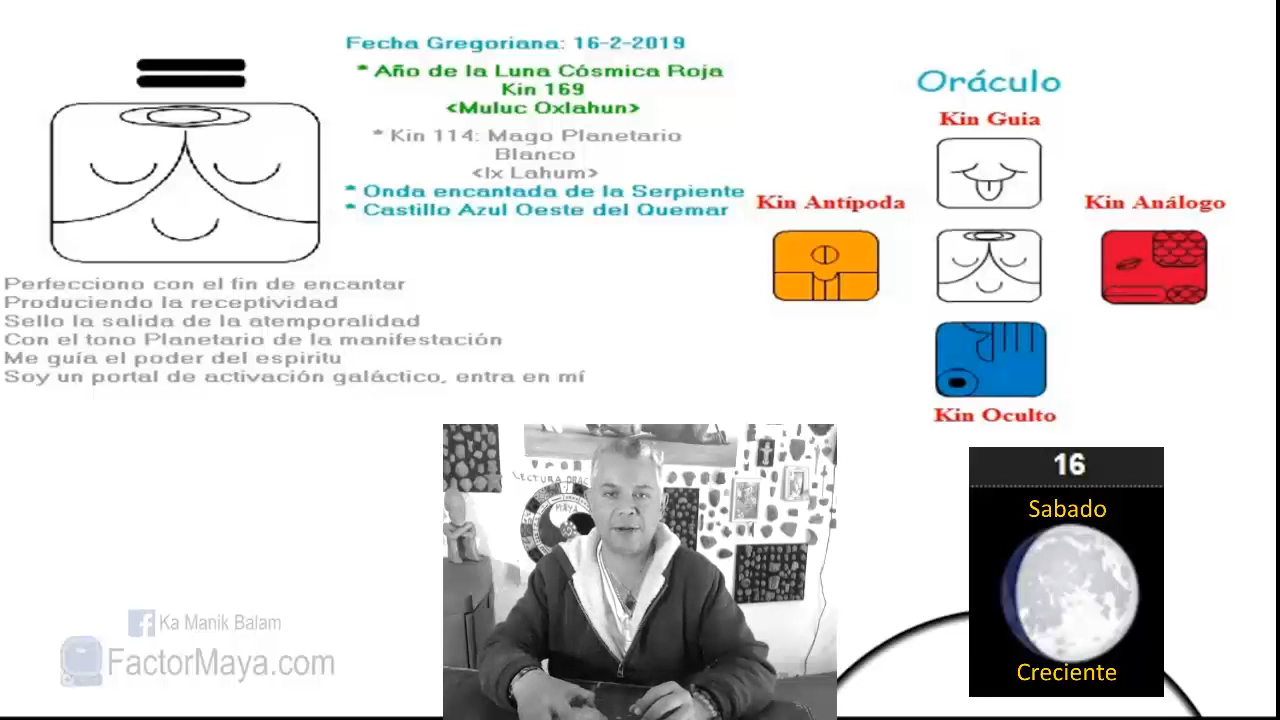 Fecha Gregoriana: 16-2-2019
* Año de la Luna Cósmica Roja
Kin 169
<Muluc Oxlahun>
* Kin 114: Mago Planetario
Blanco
<Ix Lahum>
* Onda encantada de la Serpiente
* Castillo Azul Oeste del Quemar
Perfecciono con el fin de encantar
Produciendo la receptividad
Sello la salida de la atemporalidad
Con el tono Planetario de la manifestación
Me guía el poder del espiritu
Soy un portal de activación galáctico, entra en mí
Oráculo
Kin Guia
Kin Antípoda
Kin Análogo
Kin Oculto
LECTURA
MAYA
16
Sabado
Creciente
Ka Manik Balam
FactorMaya.com